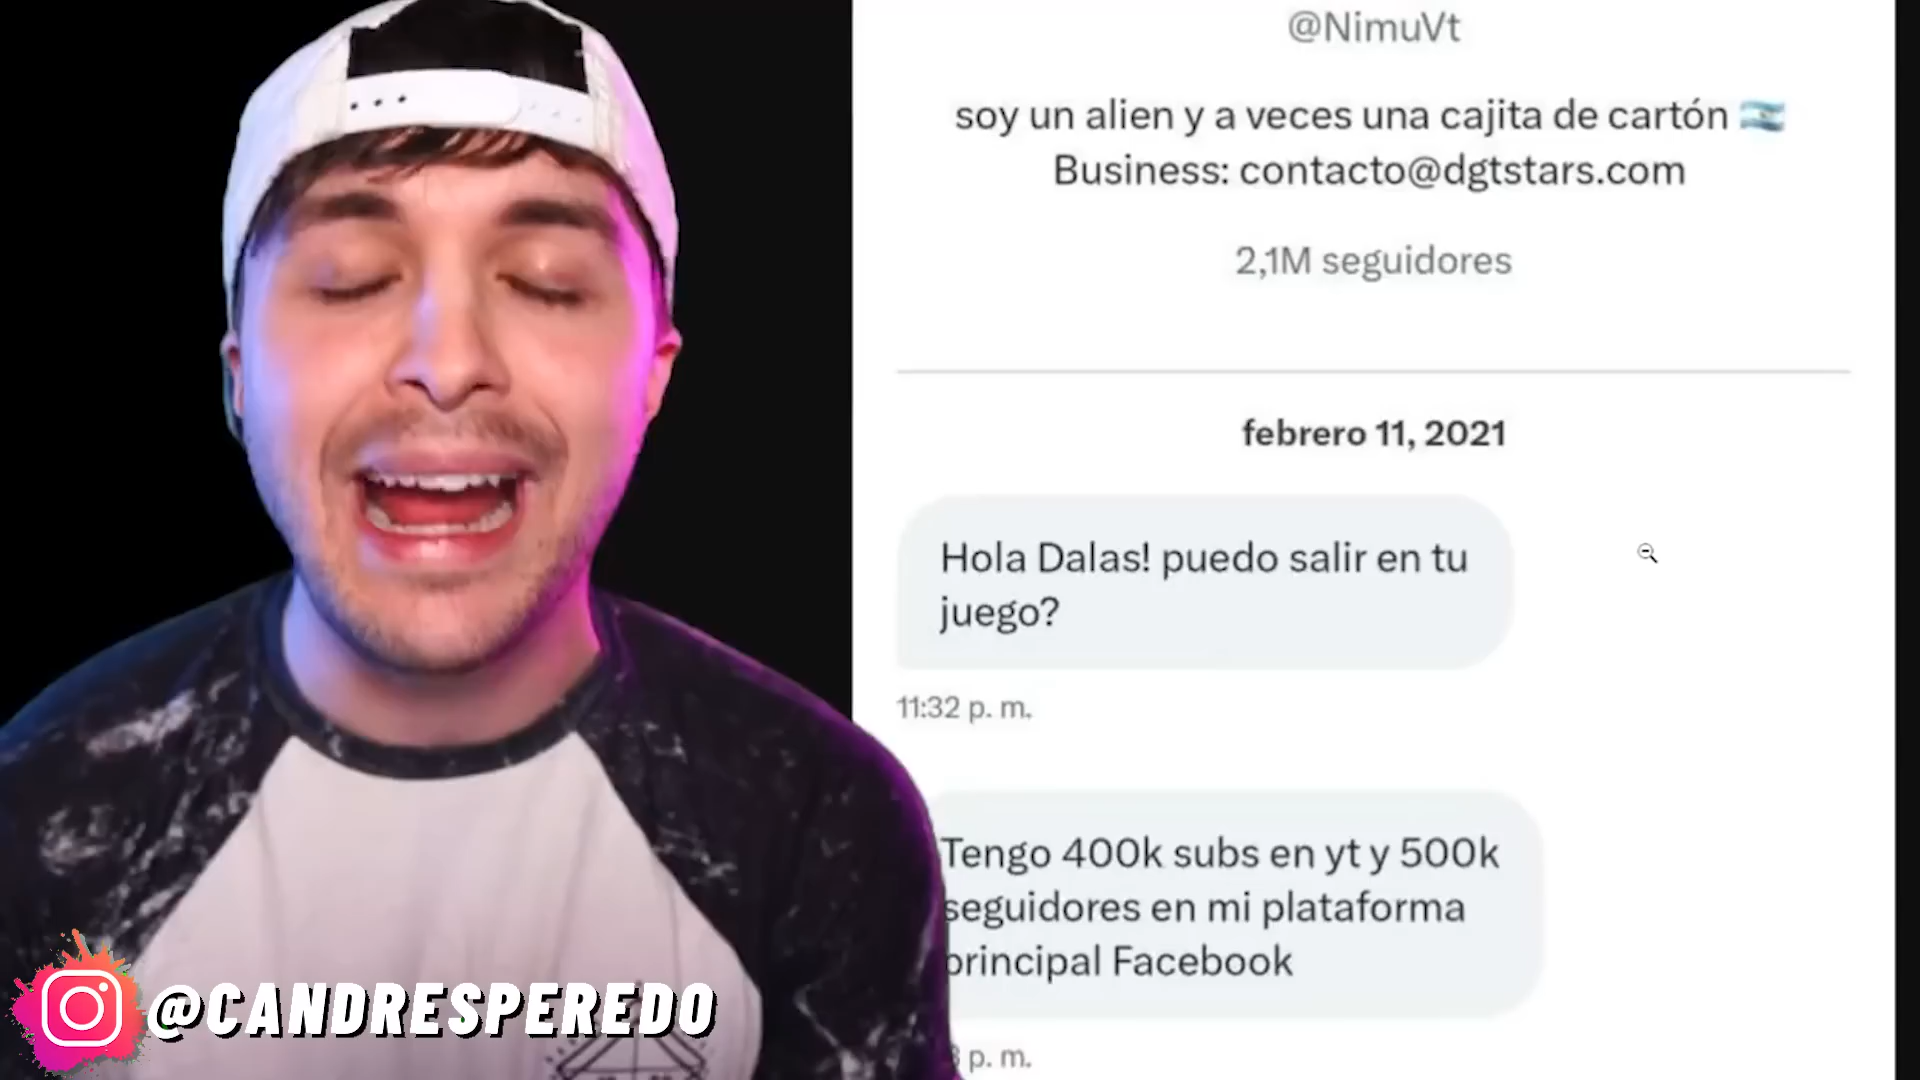 @NimuVt
soy un alien y a veces una cajita de cartón
Business: contacto@dgtstars.com
2,1M seguidores
febrero 11, 2021
Hola Dalas! puedo salir en tu
juego?
11:32 p. m.
Tengo 400k subs en yt y 500k
seguidores en mi plataforma
principal Facebook
p. m.
@CANDRESPEREDO